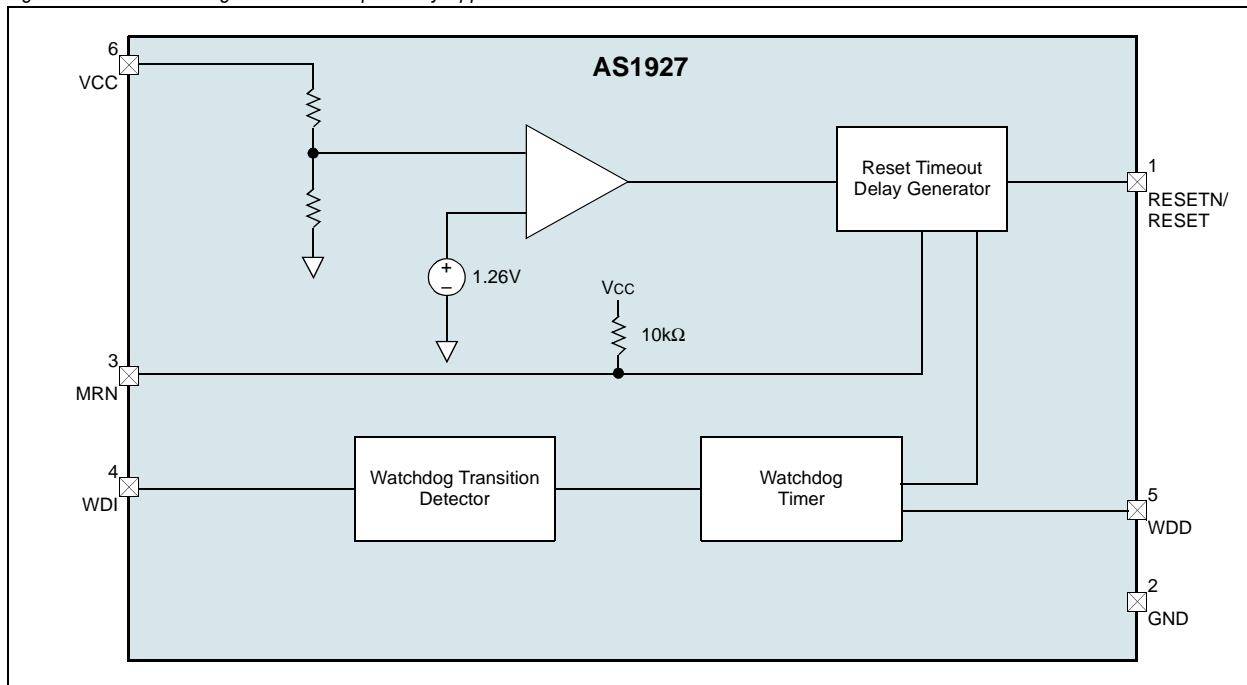 AS1927
6
VCC
Reset Timeout
Delay Generator
1
RESETN/
RESET
+
–
1.26V
VCC
10kΩ
3
MRN
4
WDI
Watchdog Transition
Detector
Watchdog
Timer
5
WDD
2
GND